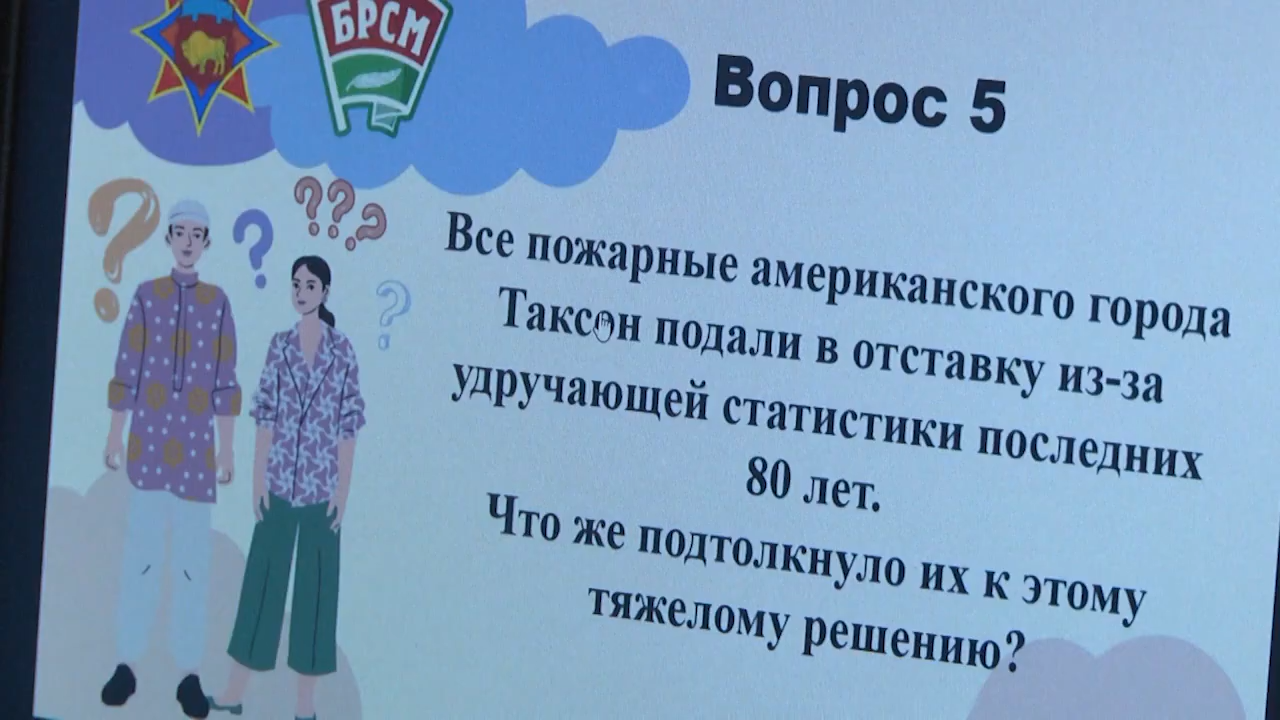 БРСМ
Вопрос 5
Все пожарные американского города
Таксон подали в отставку из-за
удручающей статистики последних
80 лет.
Что же подтолкнуло их к этому
тяжелому решению?